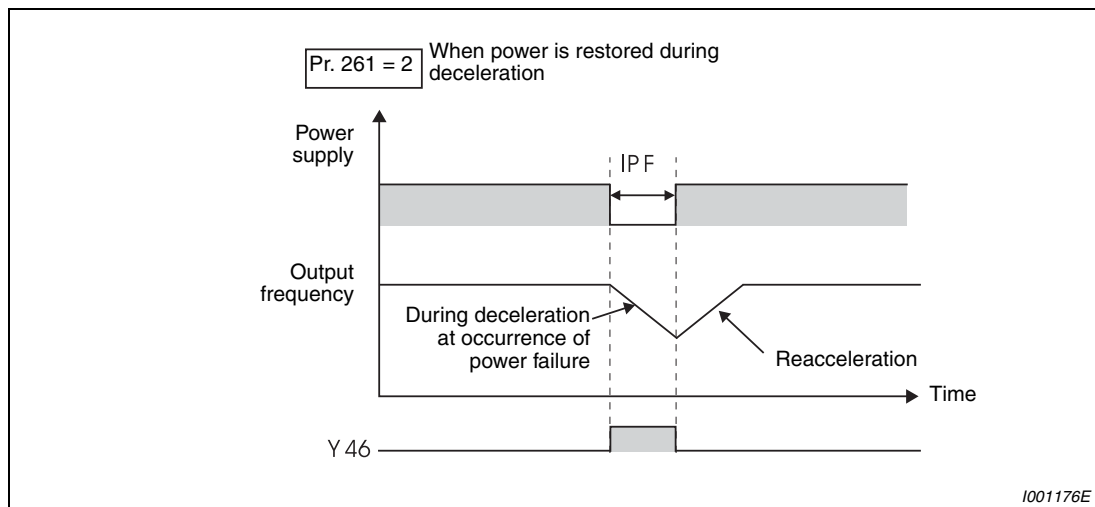 Pr. 261 = 2
When power is restored during
deceleration
Power
supply
IPF
Output
frequency
During deceleration
at occurrence of
power failure
Reacceleration
Time
Y46
I001176E